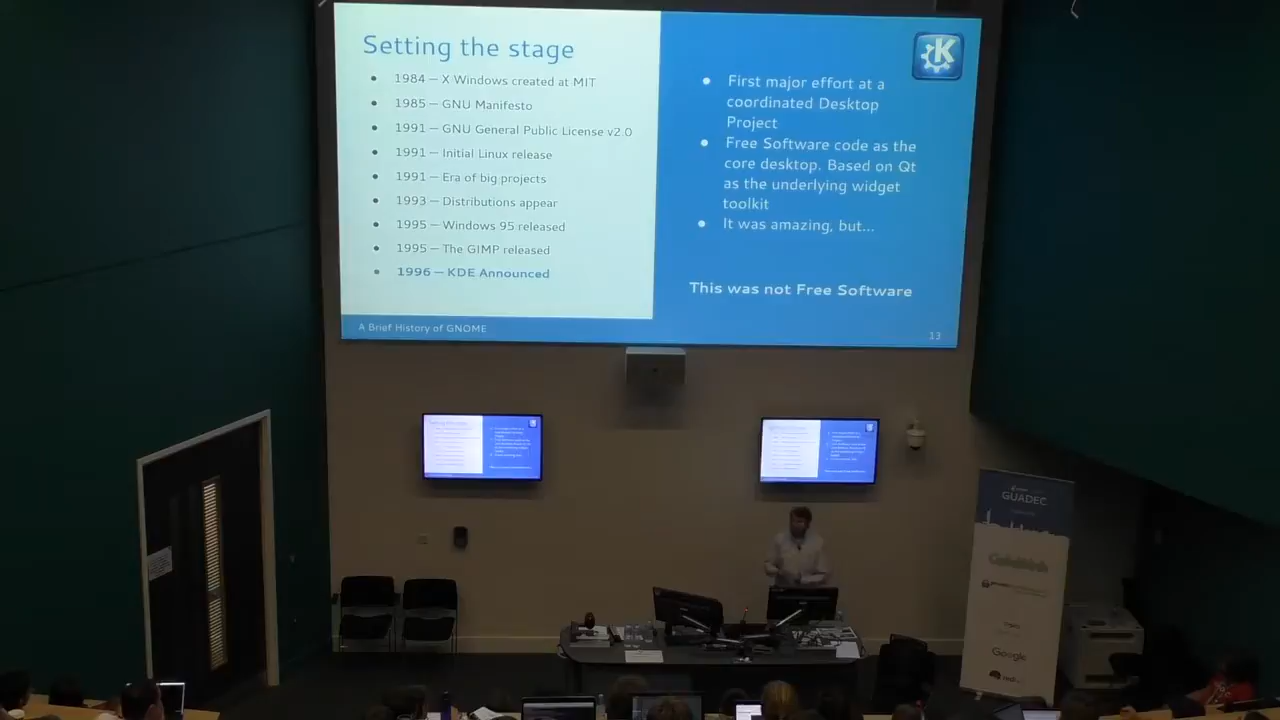 Setting the stage
1984 – X Windows created at MIT
1985 – GNU Manifesto
1991 – GNU General Public License v2.0
1991 – Initial Linux release
1991 – Era of big projects
1993 – Distributions appear
1995 – Windows 95 released
1995 – The GIMP released
1996 – KDE Announced
A Brief History of GNOME
K
First major effort at a
coordinated Desktop
Project
Free Software code as the
core desktop. Based on Qt
as the underlying widget
toolkit
It was amazing, but...
This was not Free Software
13
Setting the stage
GUADEC
Google